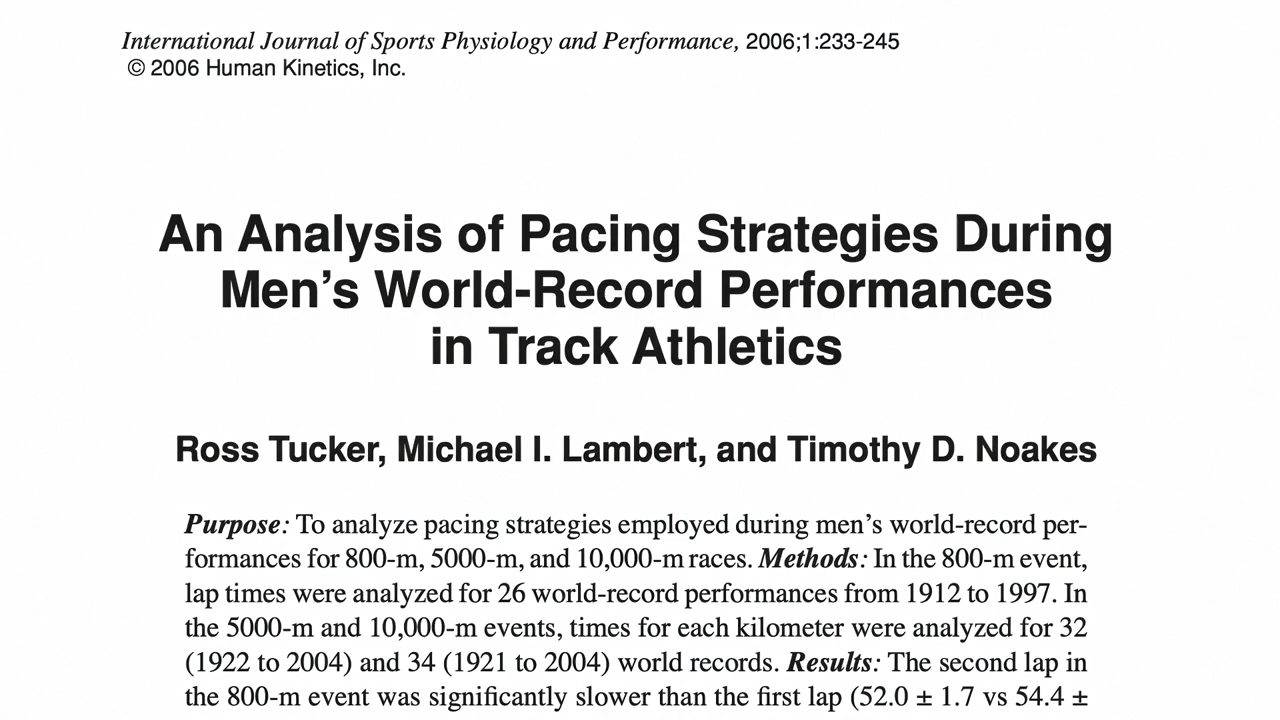 International Journal of Sports Physiology and Performance, 2006;1:233-245
© 2006 Human Kinetics, Inc.
An Analysis of Pacing Strategies During
Men’s World-Record Performances
in Track Athletics
Ross Tucker, Michael I. Lambert, and Timothy D. Noakes
Purpose: To analyze pacing strategies employed during men’s world-record per-
formances for 800-m, 5000-m, and 10,000-m races. Methods: In the 800-m event,
lap times were analyzed for 26 world-record performances from 1912 to 1997. In
the 5000-m and 10,000-m events, times for each kilometer were analyzed for 32
(1922 to 2004) and 34 (1921 to 2004) world records. Results: The second lap in
the 800-m event was significantly slower than the first lap (52.0 ± 1.7 vs 54.4 ±